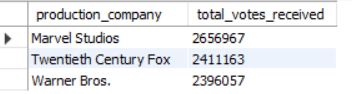 production_company total_votes_received
Marvel Studios 2656967
Twentieth Century Fox 2411163
Warner Bros. 2396057